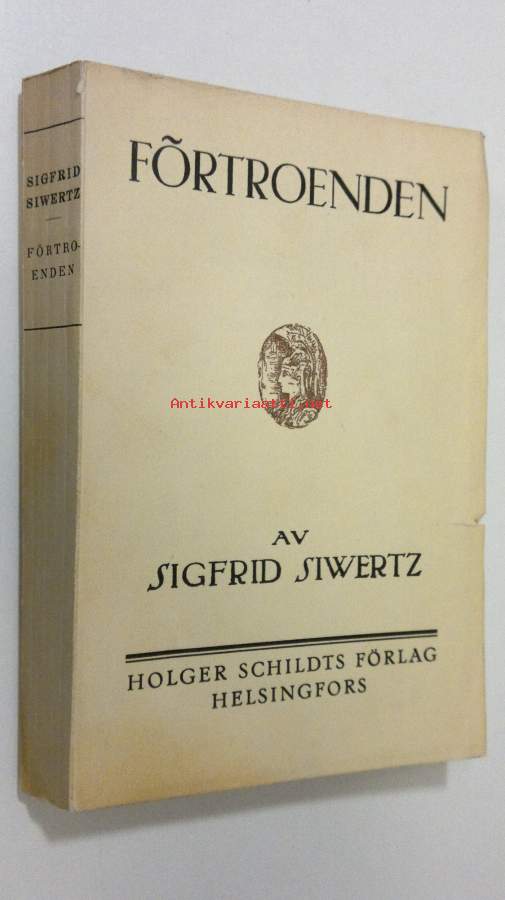 SIGFRID
SIWERTZ
FÖRTRO-
ENDEN
FÖRTROENDEN
Antikvariaatti.net
AV
SIGFRID SIWERTZ
HOLGER SCHILDTS FÖRLAG
HELSINGFORS